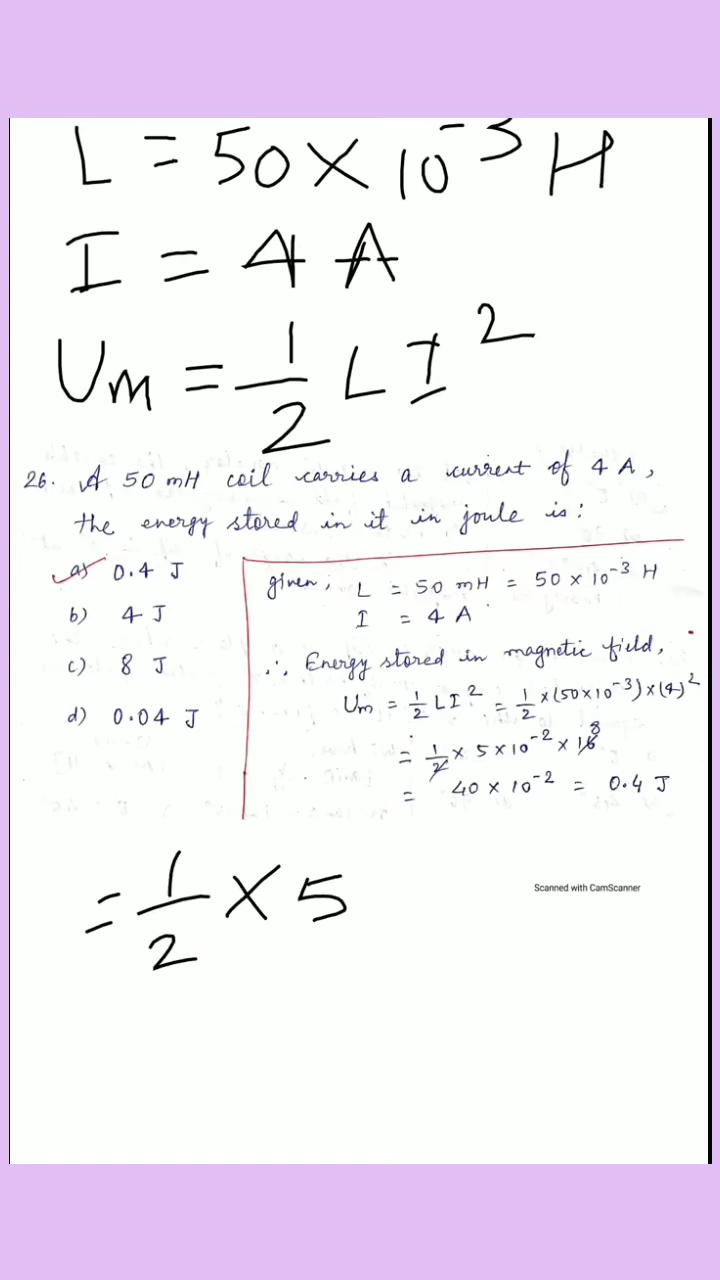 L = 50 × 10⁻³ H
I = 4 A
Um = 1/2 L I²
26. A 50 mH coil carries a current of 4 A,
the energy stored in it in joule is:
a) 0.4 J
b) 4 J
c) 8 J
d) 0.04 J
given, L = 50 mH = 50 × 10⁻³ H
I = 4 A
∴ Energy stored in magnetic field,
Um = 1/2 LI² = 1/2 × (50 × 10⁻³) × (4)²
= 1/2 × 5 × 10⁻² × 16 8
= 40 × 10⁻² = 0.4 J
Scanned with CamScanner
= 1/2 × 5